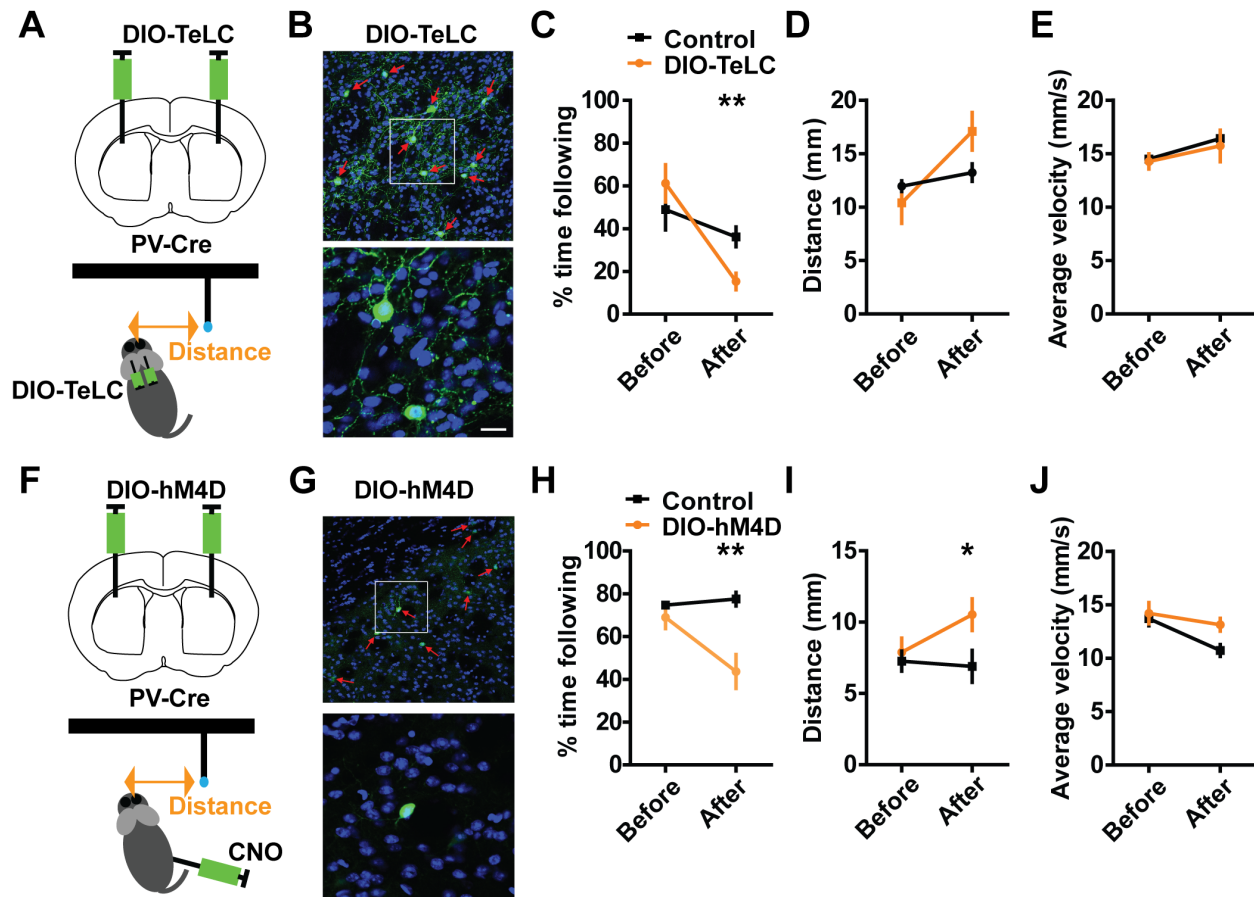 A
DIO-TeLC
PV-Cre
Distance
DIO-TeLC
B
DIO-TeLC
C
Control
DIO-TeLC
% time following
100
80
60
40
20
0
**
Before
After
D
Distance (mm)
20
15
10
5
0
Before
After
E
Average velocity (mm/s)
20
15
10
5
0
Before
After
F
DIO-hM4D
PV-Cre
Distance
CNO
G
DIO-hM4D
H
Control
DIO-hM4D
% time following
100
80
60
40
20
0
**
Before
After
I
Distance (mm)
15
10
5
0
*
Before
After
J
Average velocity (mm/s)
20
15
10
5
0
Before
After